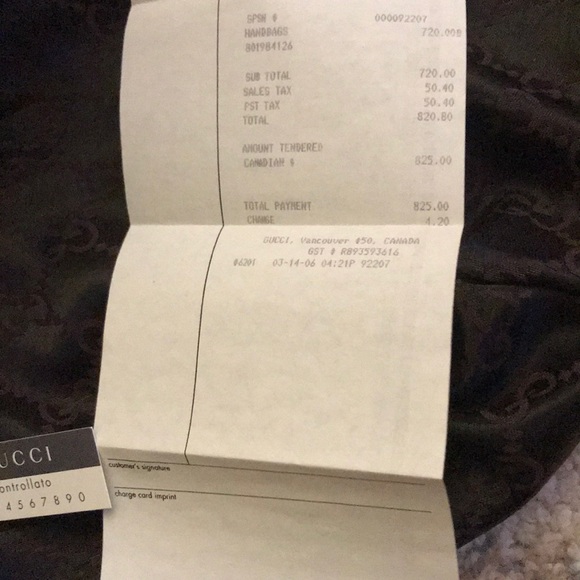 SPSN # 000092207
HANDBAGS 720.00
801984126
SUB TOTAL 720.00
SALES TAX 50.40
PST TAX 50.40
TOTAL 820.80
AMOUNT TENDERED
CANADIAN $ 825.00
TOTAL PAYMENT 825.00
CHANGE 4.20
GUCCI, Vancouver #50, CANADA
GST # R893593616
#6201 03-14-06 04:21P 92207
UCCI
ontrollato
4567890
customer's signature
charge card imprint